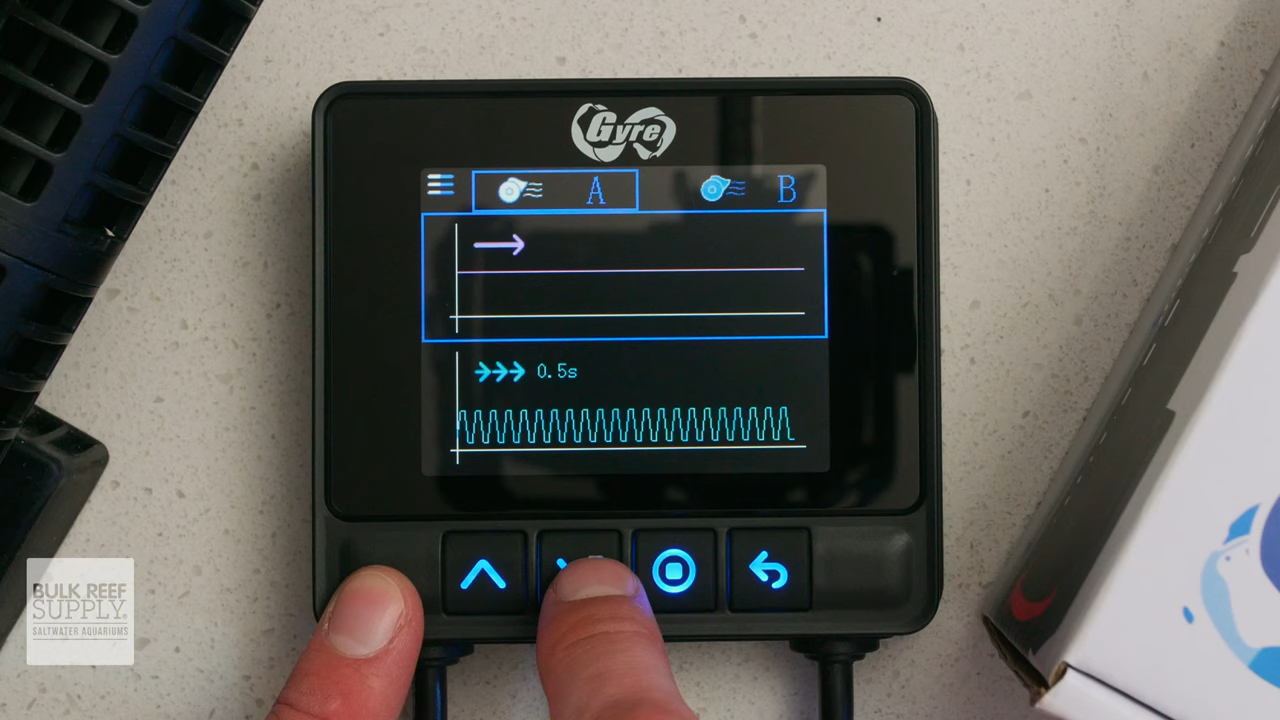 Gyre
A
B
0.5s
BULK REEF
SUPPLY
SALTWATER AQUARIUMS